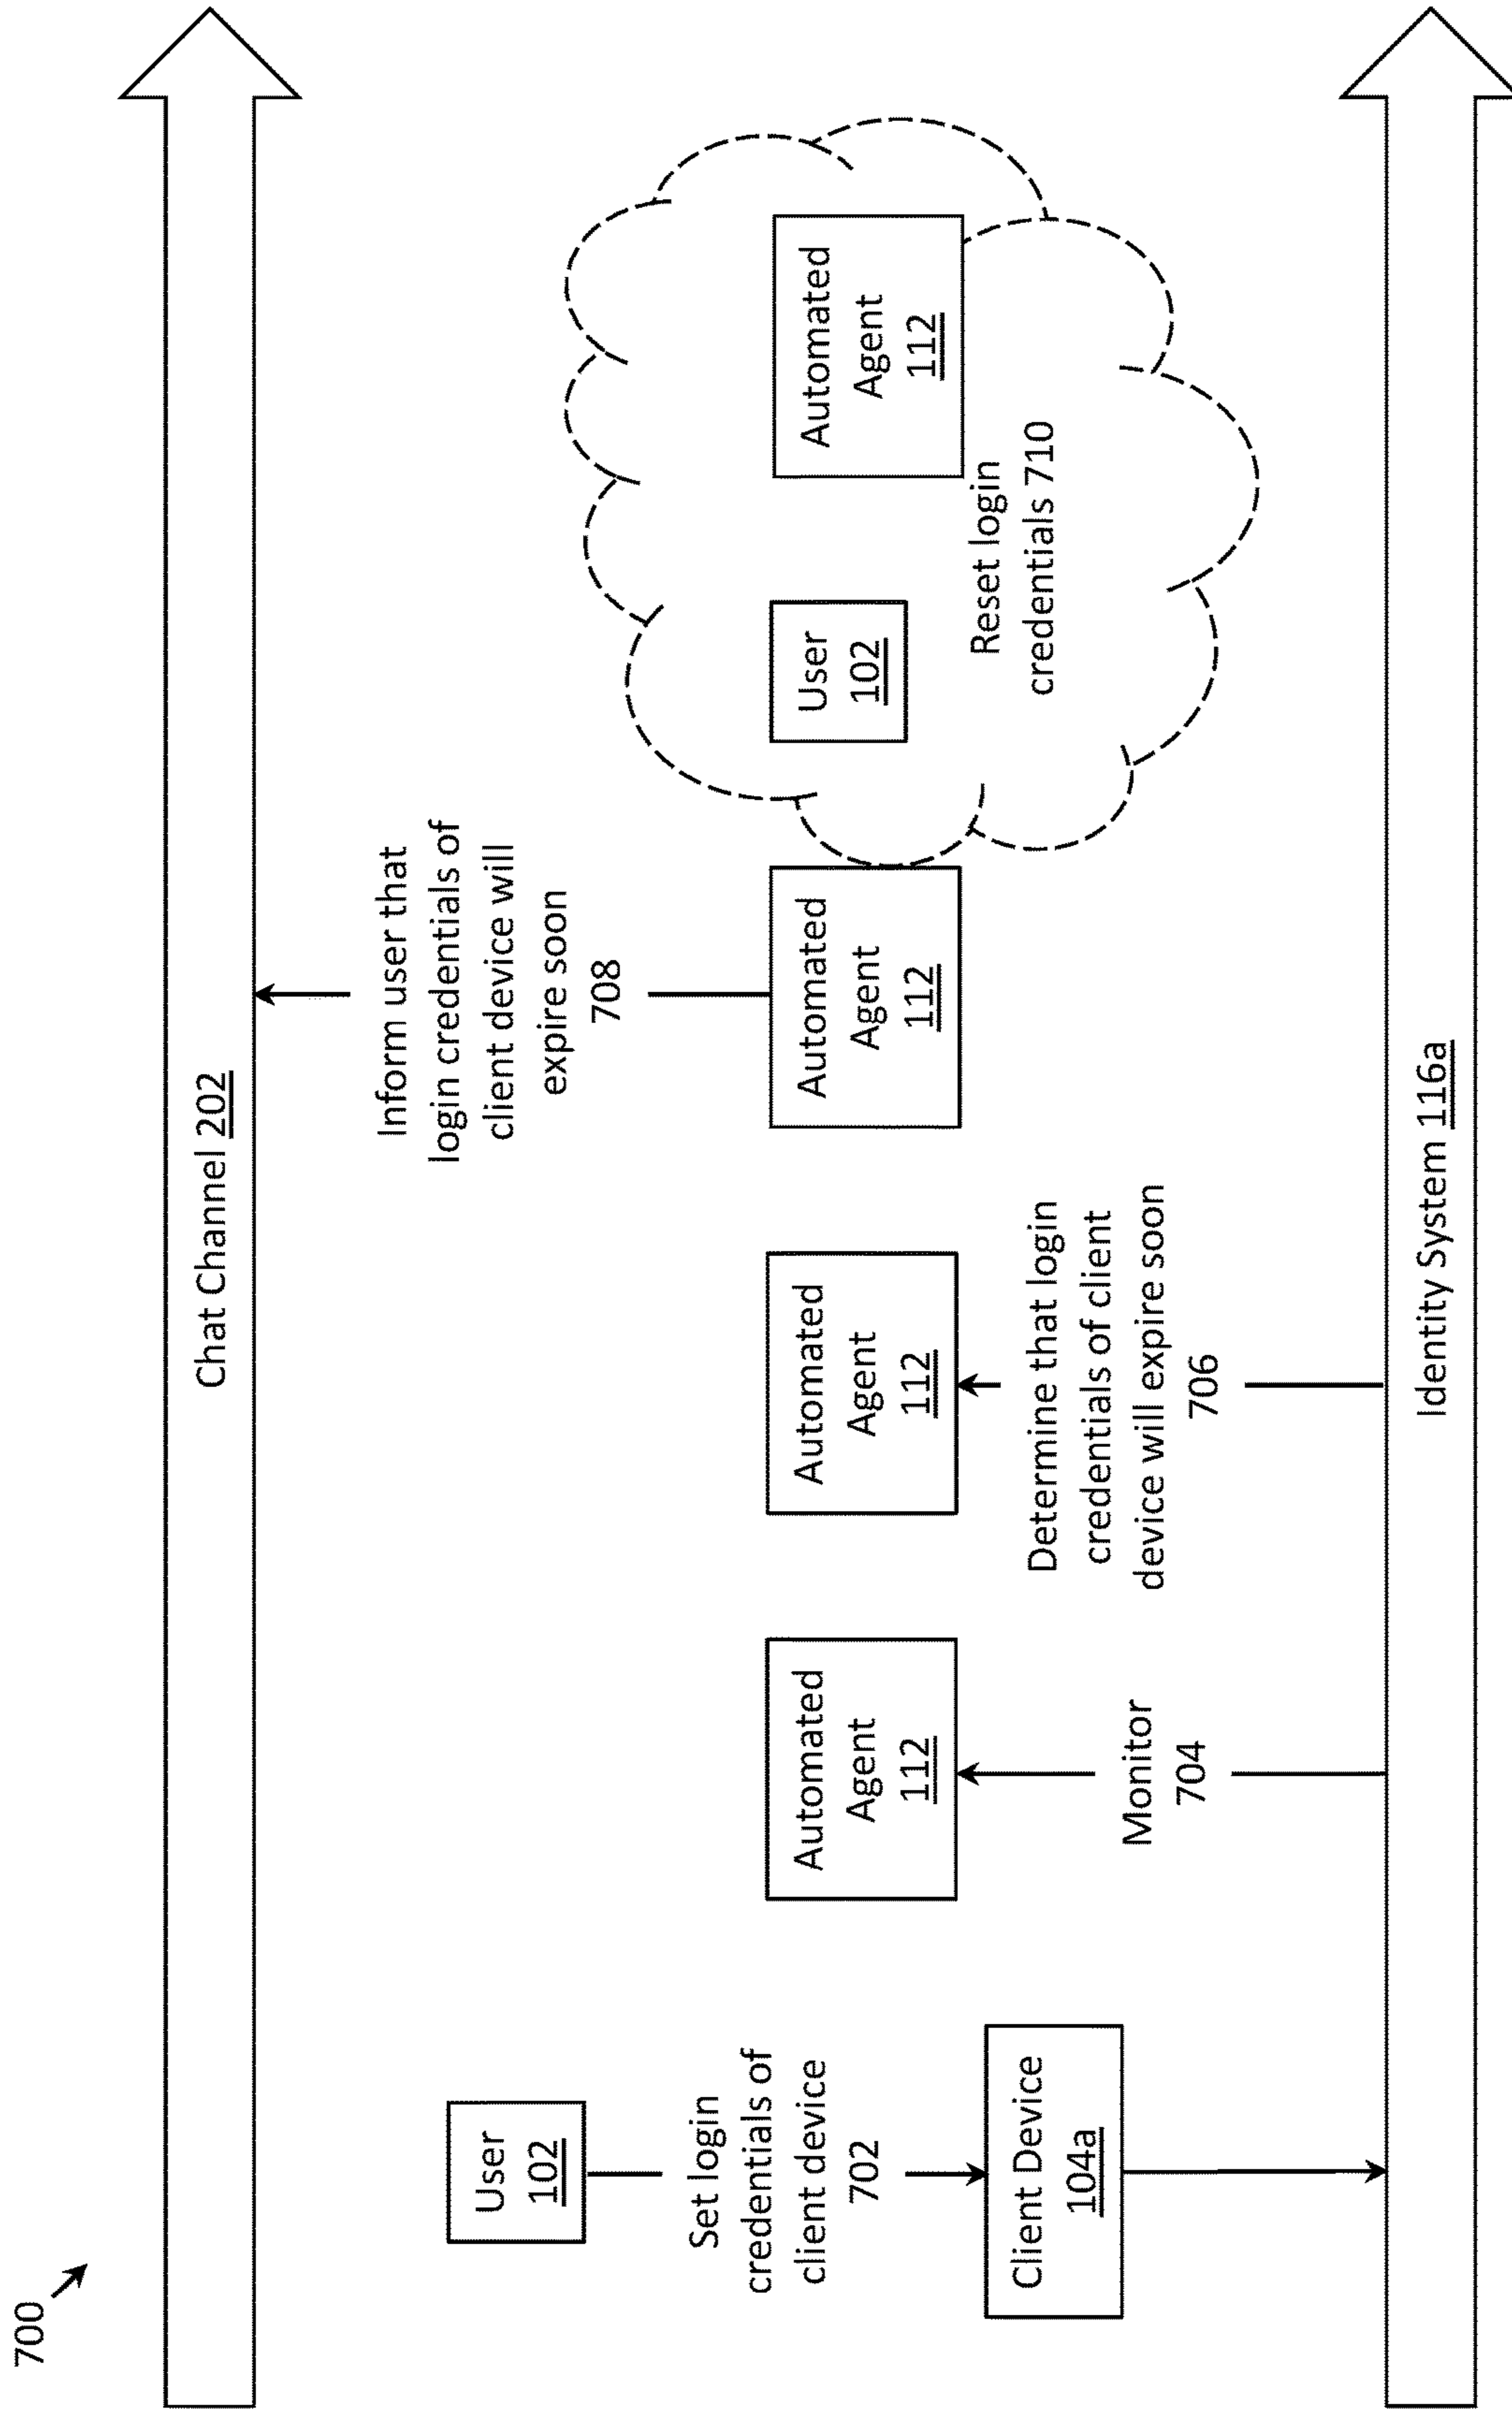 700
Chat Channel 202
User
102
Set login
credentials of
client device
702
Client Device
104a
Automated
Agent
112
Monitor
704
Automated
Agent
112
Determine that login
credentials of client
device will expire soon
706
Inform user that
login credentials of
client device will
expire soon
708
Automated
Agent
112
User
102
Automated
Agent
112
Reset login
credentials 710
Identity System 116a